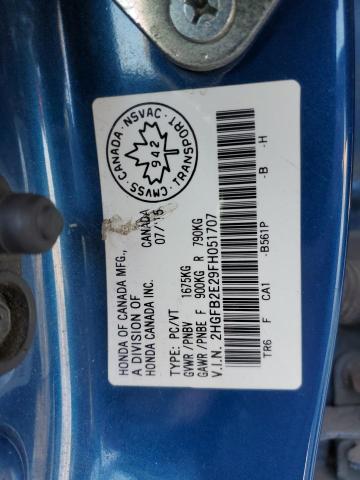 CMVSS · CANADA · NSVAC · TRANSPORT ·
942
HONDA OF CANADA MFG., CANADA
A DIVISION OF 07/'15
HONDA CANADA INC.
TYPE: PC/VT
GVWR /PNBV 1675KG
GAWR /PNBE F 900KG R 790KG
V.I.N. 2HGFB2E29FH051707
TR6 F CA1 -B561P -B -H